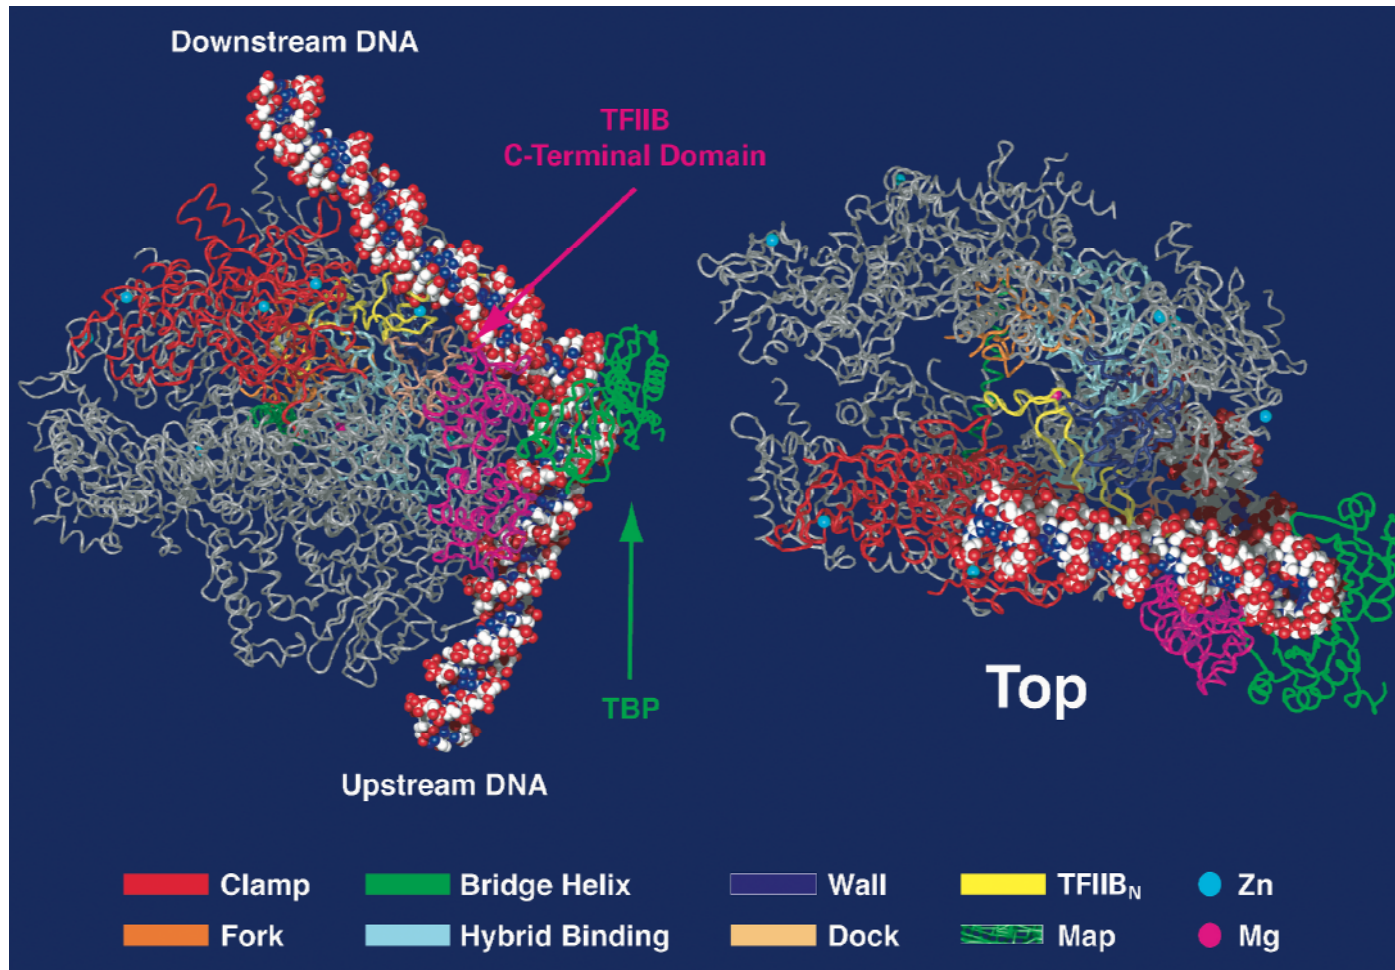 Downstream DNA
TFIIB
C-Terminal Domain
TBP
Upstream DNA
Top
Clamp
Bridge Helix
Wall
TFIIB_N
Zn
Fork
Hybrid Binding
Dock
Map
Mg